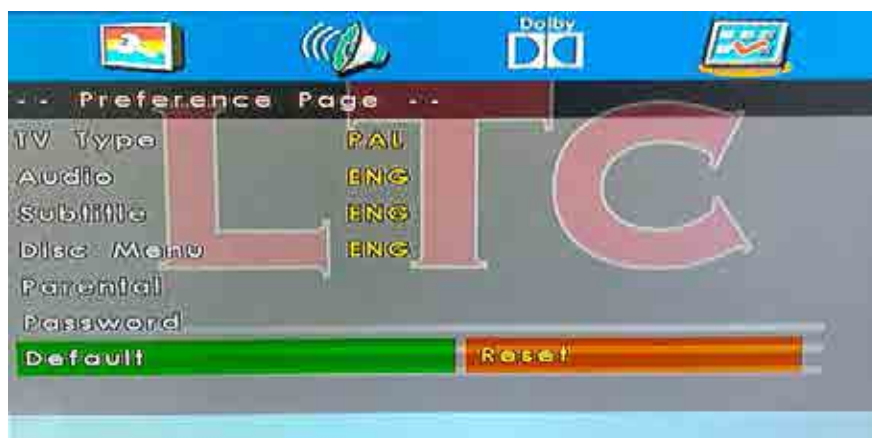 Dolby
-- Preference Page --
TV Type PAL
Audio ENG
Subtitle ENG
Disc Menu ENG
Parental
Password
Default Reset
LTC